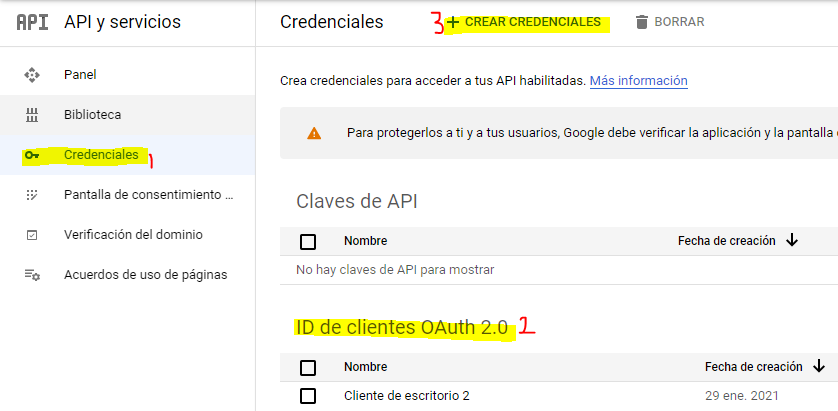 API API y servicios
Panel
Biblioteca
Credenciales 1
Pantalla de consentimiento ...
Verificación del dominio
Acuerdos de uso de páginas
Credenciales 3 + CREAR CREDENCIALES BORRAR
Crea credenciales para acceder a tus API habilitadas. Más información
Para protegerlos a ti y a tus usuarios, Google debe verificar la aplicación y la pantalla
Claves de API
Nombre Fecha de creación
No hay claves de API para mostrar
ID de clientes OAuth 2.0 2
Nombre Fecha de creación
Cliente de escritorio 2 29 ene. 2021